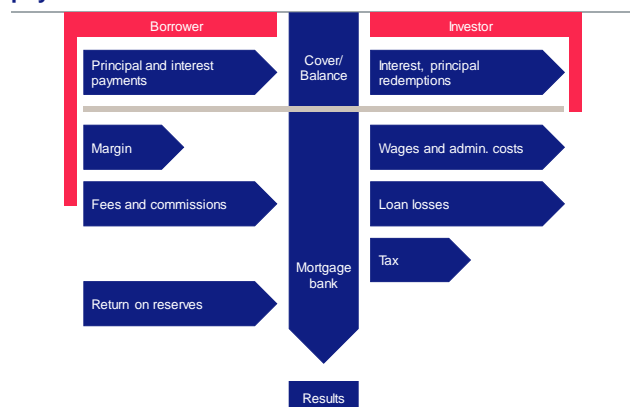 Borrower
Investor
Principal and interest
payments
Cover/
Balance
Interest, principal
redemptions
Margin
Wages and admin. costs
Fees and commissions
Loan losses
Tax
Mortgage
bank
Return on reserves
Results